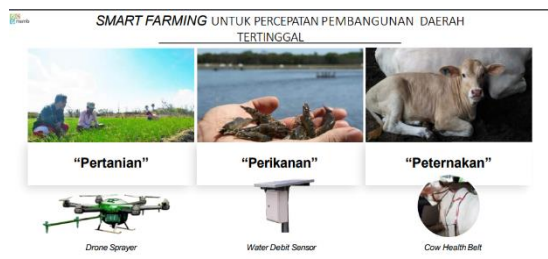 SMART FARMING UNTUK PERCEPATAN PEMBANGUNAN DAERAH
TERTINGGAL
“Pertanian”
“Perikanan”
“Peternakan”
Drone Sprayer
Water Debit Sensor
Cow Health Belt